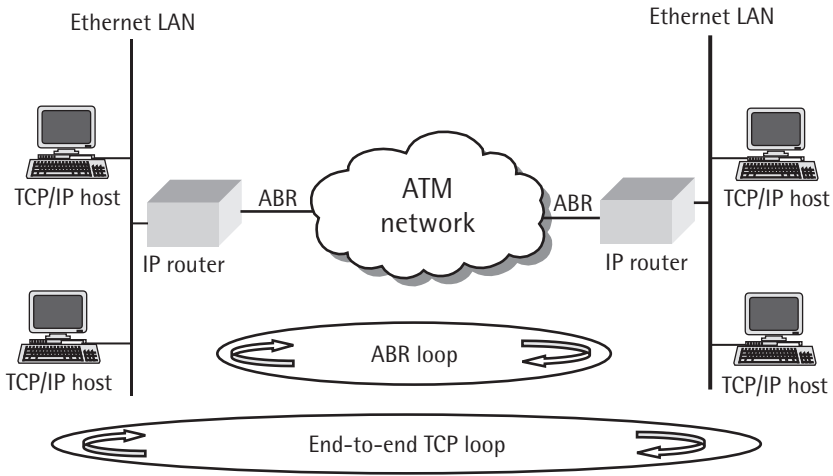 Ethernet LAN
Ethernet LAN
TCP/IP host
ABR
ATM
network
ABR
TCP/IP host
IP router
IP router
ABR loop
TCP/IP host
TCP/IP host
End-to-end TCP loop